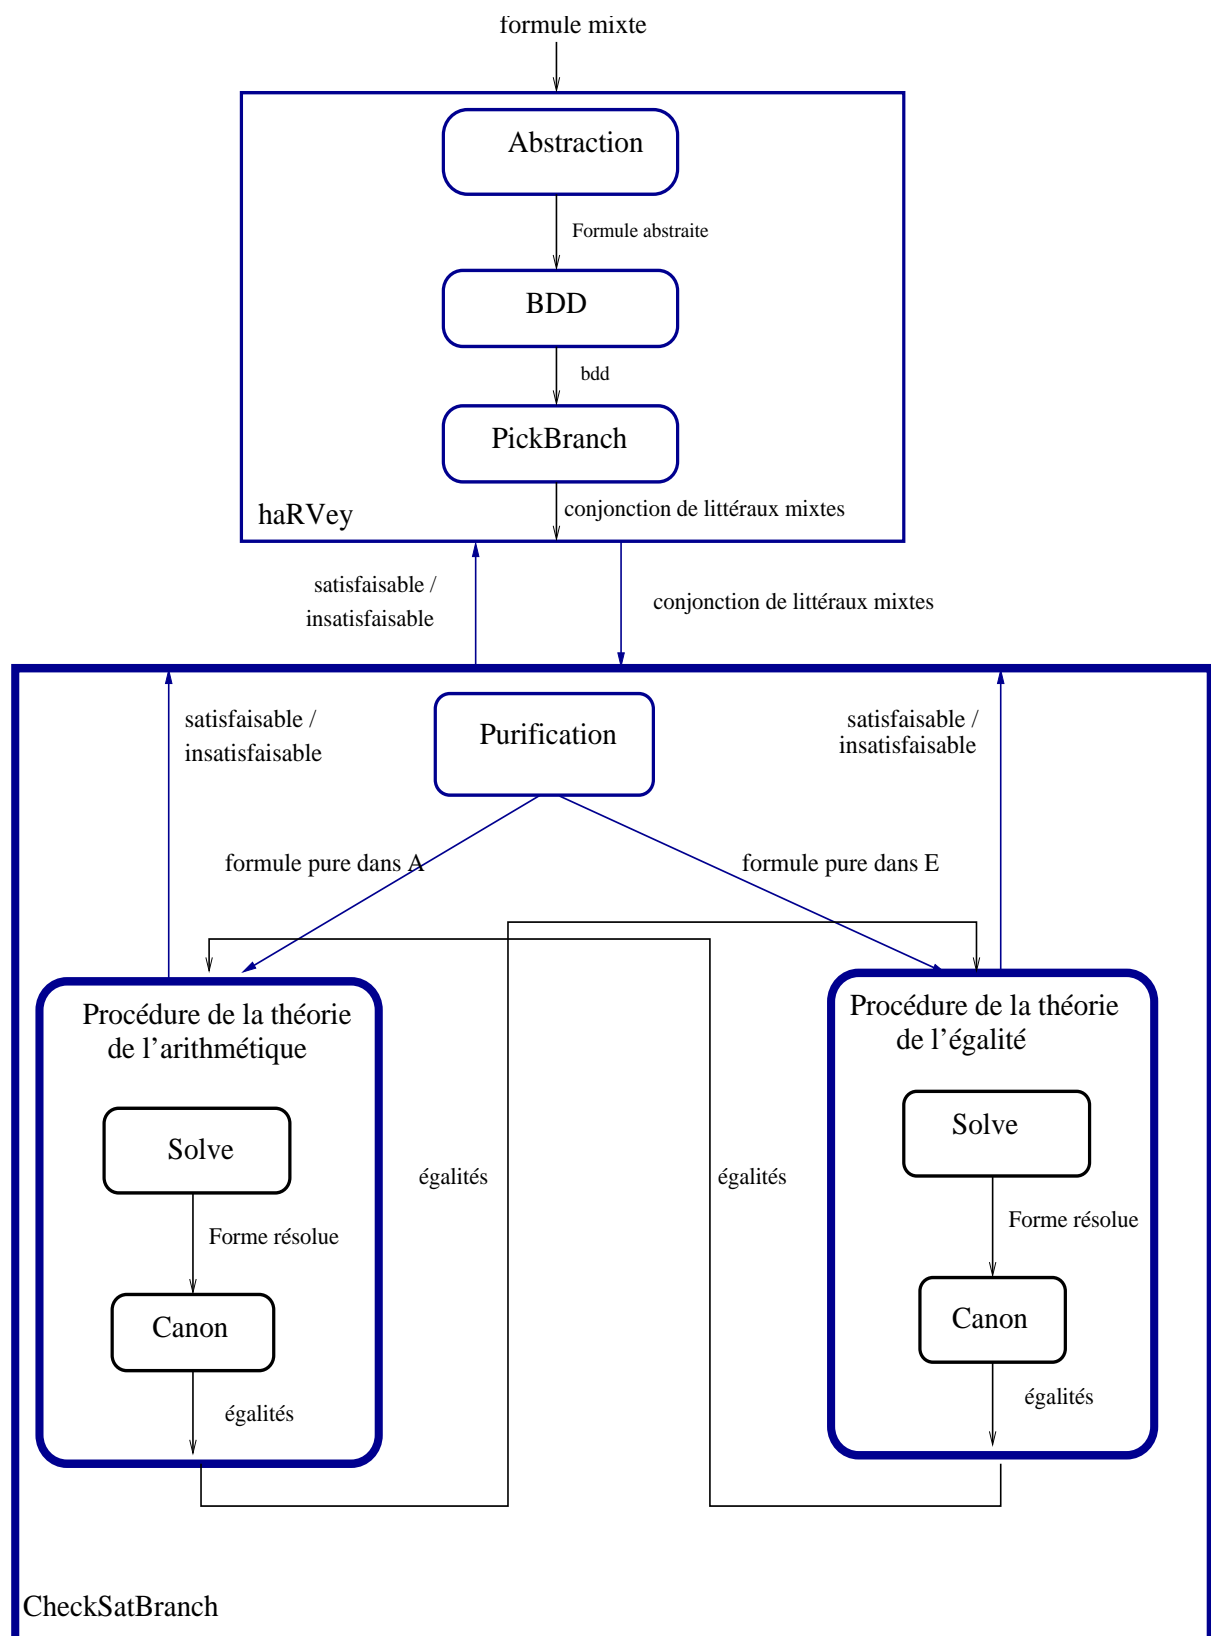 formule mixte
Abstraction
Formule abstraite
BDD
bdd
PickBranch
conjonction de littéraux mixtes
haRVey
satisfaisable /
insatisfaisable
conjonction de littéraux mixtes
satisfaisable /
insatisfaisable
Purification
satisfaisable /
insatisfaisable
formule pure dans A
formule pure dans E
Procédure de la théorie
de l'arithmétique
Procédure de la théorie
de l'égalité
Solve
Solve
égalités
égalités
Forme résolue
Forme résolue
Canon
Canon
égalités
égalités
CheckSatBranch